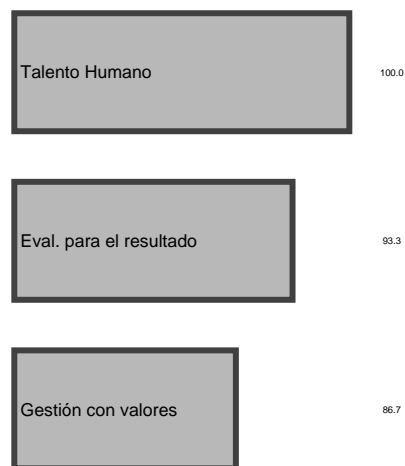 Talento Humano 100.0
Eval. para el resultado 93.3
Gestión con valores 86.7